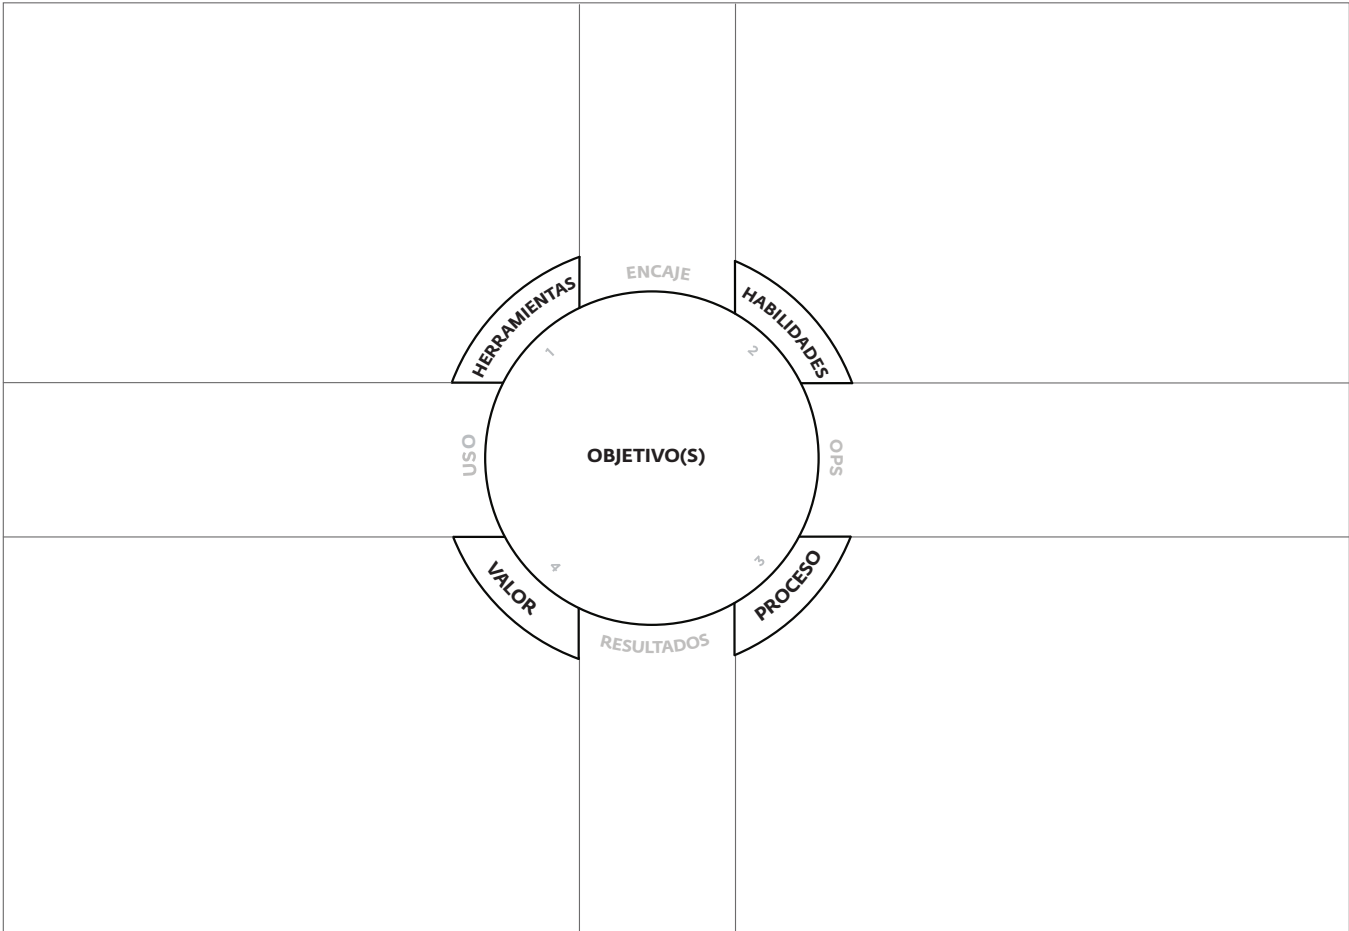 ENCAJE
HERRAMIENTAS
HABILIDADES
1
2
USO
OBJETIVO(S)
OPS
4
3
VALOR
PROCESO
RESULTADOS